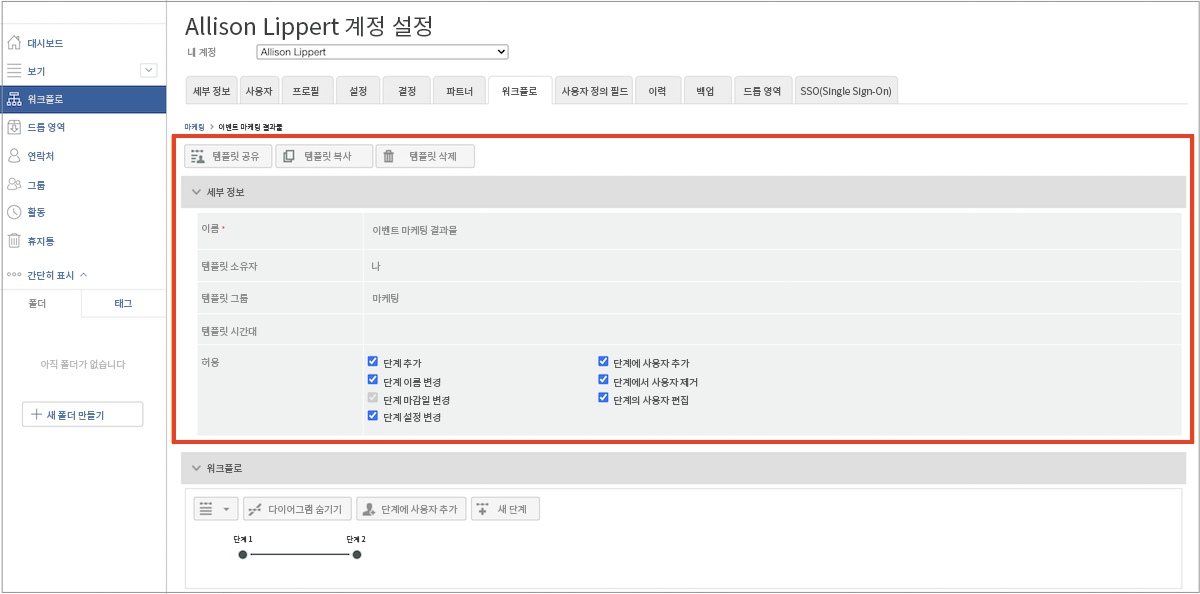 Allison Lippert 계정 설정
내 계정
Allison Lippert
대시보드
보기
워크플로
드롭 영역
연락처
그룹
활동
휴지통
간단히 표시
폴더 태그
아직 폴더가 없습니다
새 폴더 만들기
세부 정보 사용자 프로필 설정 결정 파트너 워크플로 사용자 정의 필드 이력 백업 드롭 영역 SSO(Single Sign-On)
마케팅 > 이벤트 마케팅 결과물
템플릿 공유 템플릿 복사 템플릿 삭제
세부 정보
이름 * 이벤트 마케팅 결과물
템플릿 소유자 나
템플릿 그룹 마케팅
템플릿 시간대
허용 단계 추가 단계에 사용자 추가
단계 이름 변경 단계에서 사용자 제거
단계 마감일 변경 단계의 사용자 편집
단계 설정 변경
워크플로
다이어그램 숨기기 단계에 사용자 추가 새 단계
단계 1 단계 2